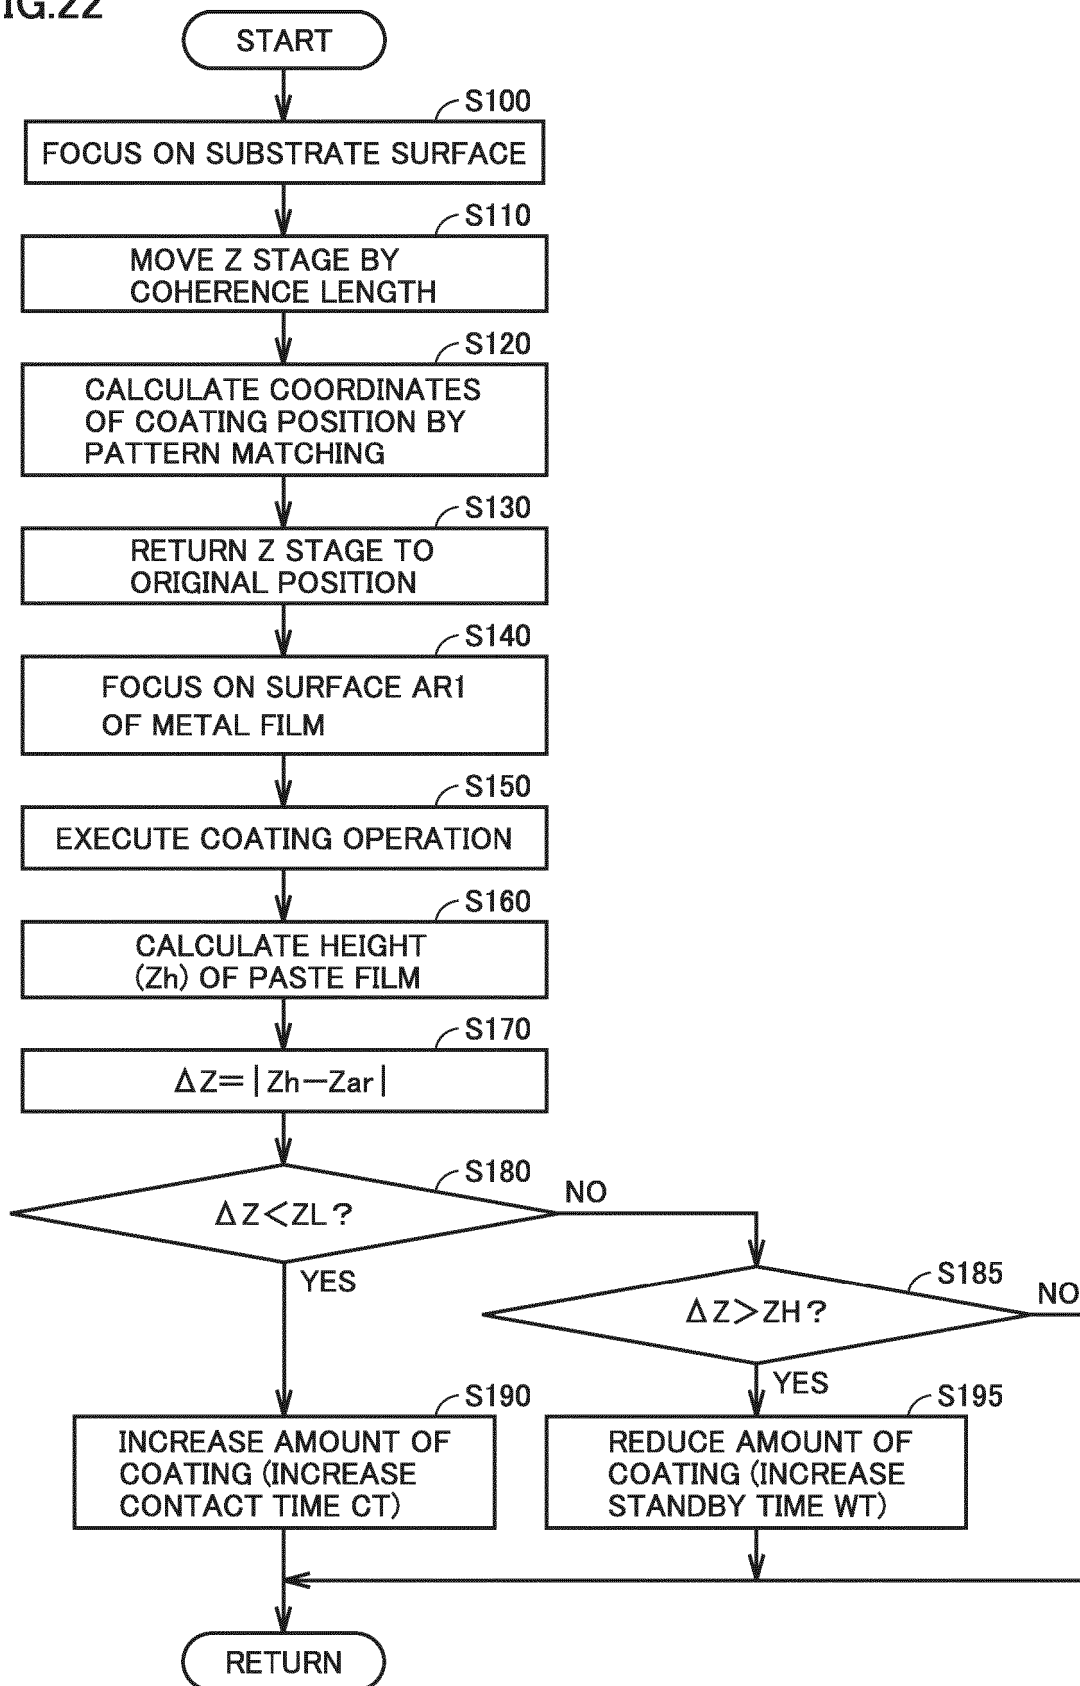 FIG.22
START
S100
FOCUS ON SUBSTRATE SURFACE
S110
MOVE Z STAGE BY
COHERENCE LENGTH
S120
CALCULATE COORDINATES
OF COATING POSITION BY
PATTERN MATCHING
S130
RETURN Z STAGE TO
ORIGINAL POSITION
S140
FOCUS ON SURFACE AR1
OF METAL FILM
S150
EXECUTE COATING OPERATION
S160
CALCULATE HEIGHT
(Zh) OF PASTE FILM
S170
ΔZ=|Zh−Zar|
S180
ΔZ<ZL?
NO
YES
S185
ΔZ>ZH?
NO
YES
S190
INCREASE AMOUNT OF
COATING (INCREASE
CONTACT TIME CT)
S195
REDUCE AMOUNT OF
COATING (INCREASE
STANDBY TIME WT)
RETURN